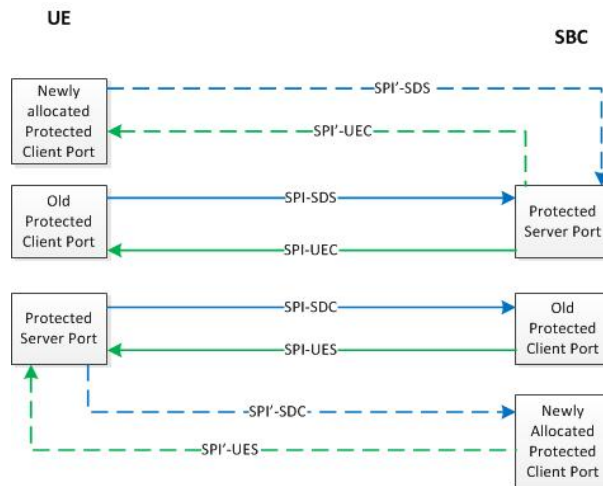 UE
SBC
Newly
allocated
Protected
Client Port
SPI'-SDS
SPI'-UEC
Old
Protected
Client Port
SPI-SDS
SPI-UEC
Protected
Server Port
Protected
Server Port
SPI-SDC
SPI-UES
Old
Protected
Client Port
SPI'-SDC
SPI'-UES
Newly
Allocated
Protected
Client Port